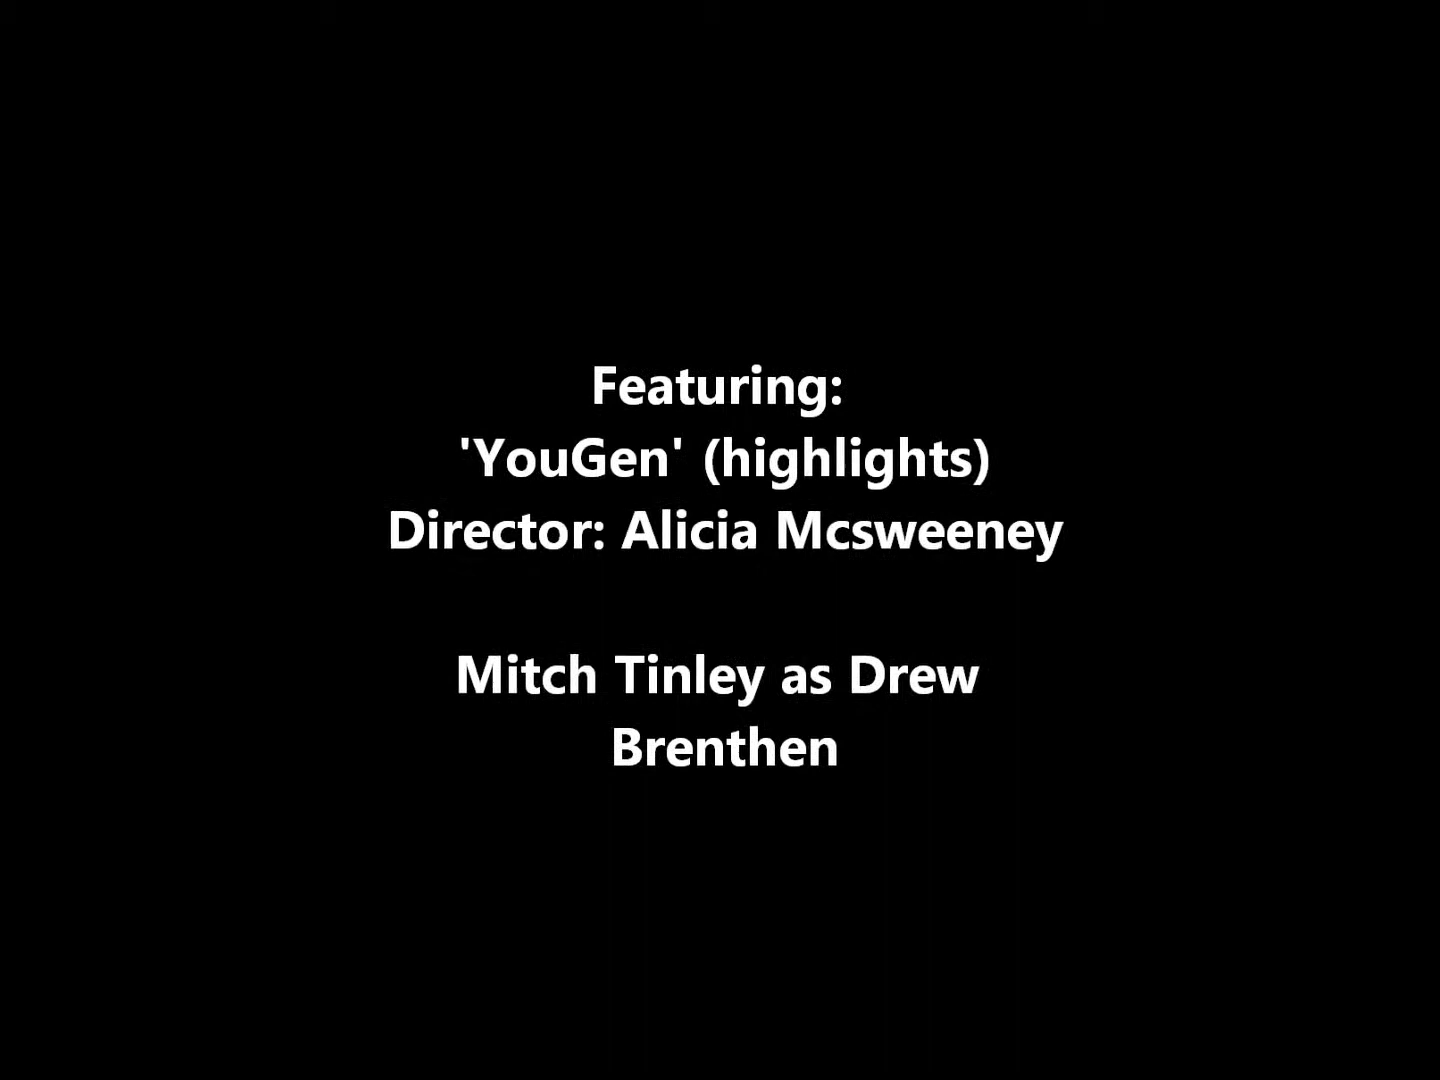 Featuring:
'YouGen' (highlights)
Director: Alicia Mcsweeney
Mitch Tinley as Drew
Brenthen